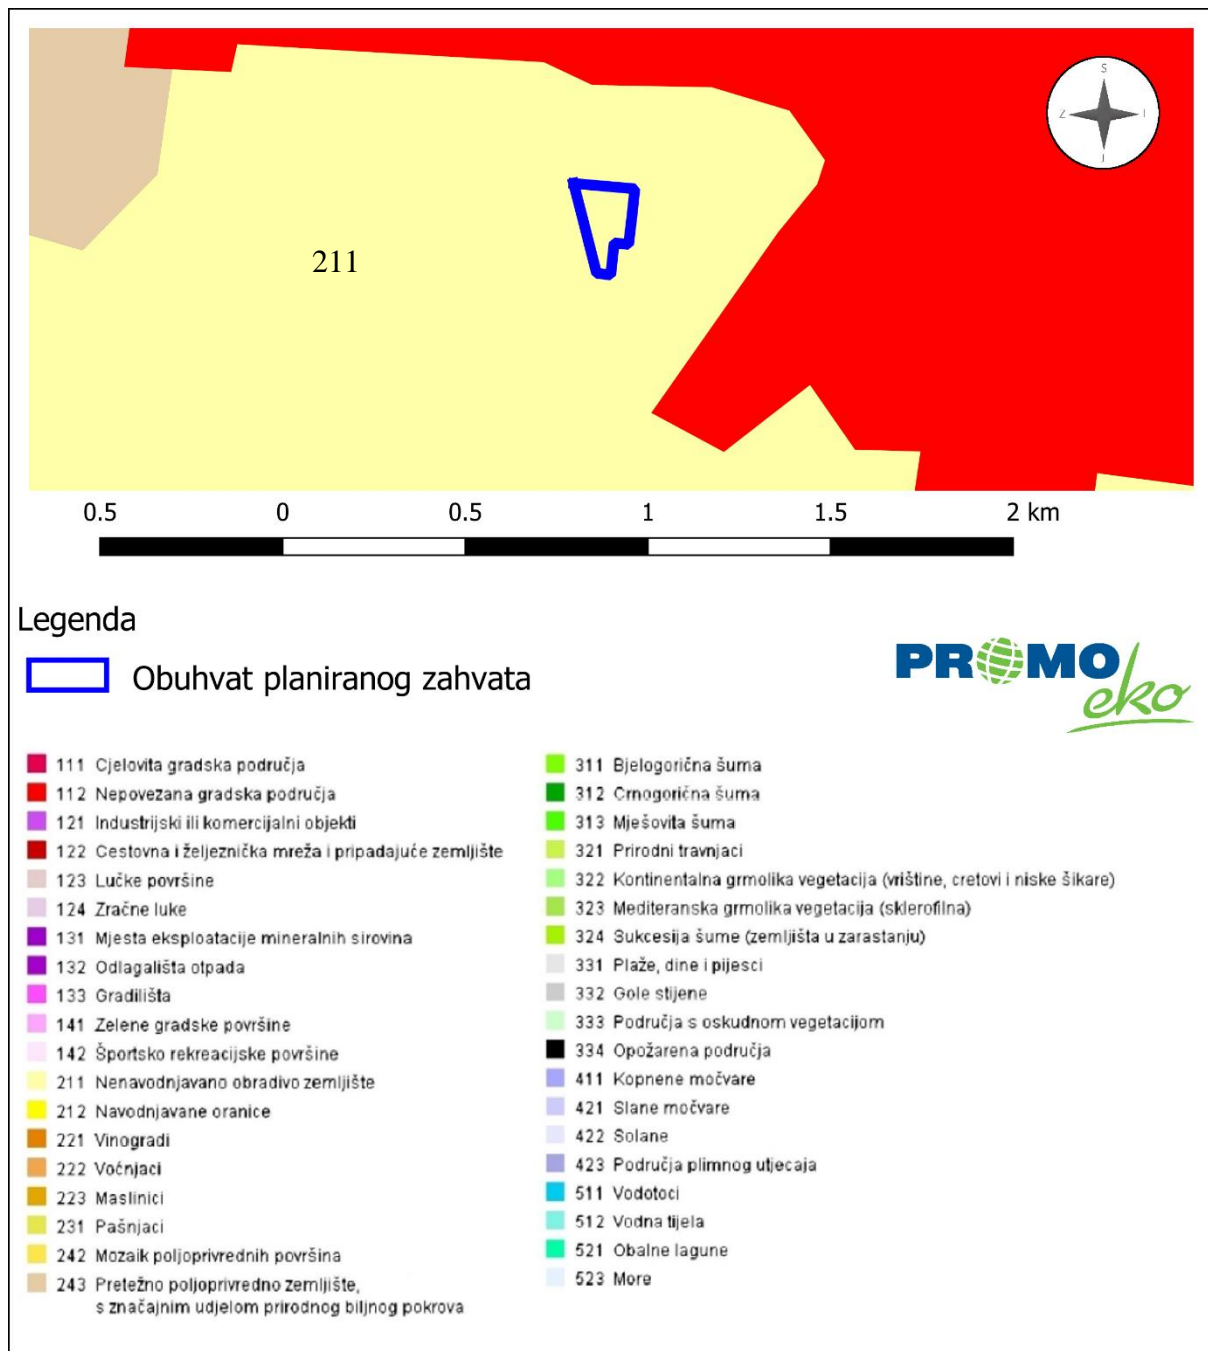 S
Z I
J
211
0.5 0 0.5 1 1.5 2 km
Legenda
Obuhvat planiranog zahvata
PROMO
eko
111 Cjelovita gradska područja
112 Nepovezana gradska područja
121 Industrijski ili komercijalni objekti
122 Cestovna i željeznička mreža i pripadajuće zemljište
123 Lučke površine
124 Zračne luke
131 Mjesta eksploatacije mineralnih sirovina
132 Odlagališta otpada
133 Gradilišta
141 Zelene gradske površine
142 Športsko rekreacijske površine
211 Nenavodnjavano obradivo zemljište
212 Navodnjavane oranice
221 Vinogradi
222 Voćnjaci
223 Maslinici
231 Pašnjaci
242 Mozaik poljoprivrednih površina
243 Pretežno poljoprivredno zemljište,
s značajnim udjelom prirodnog biljnog pokrova
311 Bjelogorična šuma
312 Crnogorična šuma
313 Mješovita šuma
321 Prirodni travnjaci
322 Kontinentalna grmolika vegetacija (vrištine, cretovi i niske šikare)
323 Mediteranska grmolika vegetacija (sklerofilna)
324 Sukcesija šume (zemljišta u zarastanju)
331 Plaže, dine i pijesci
332 Gole stijene
333 Područja s oskudnom vegetacijom
334 Opožarena područja
411 Kopnene močvare
421 Slane močvare
422 Solane
423 Područja plimnog utjecaja
511 Vodotoci
512 Vodna tijela
521 Obalne lagune
523 More